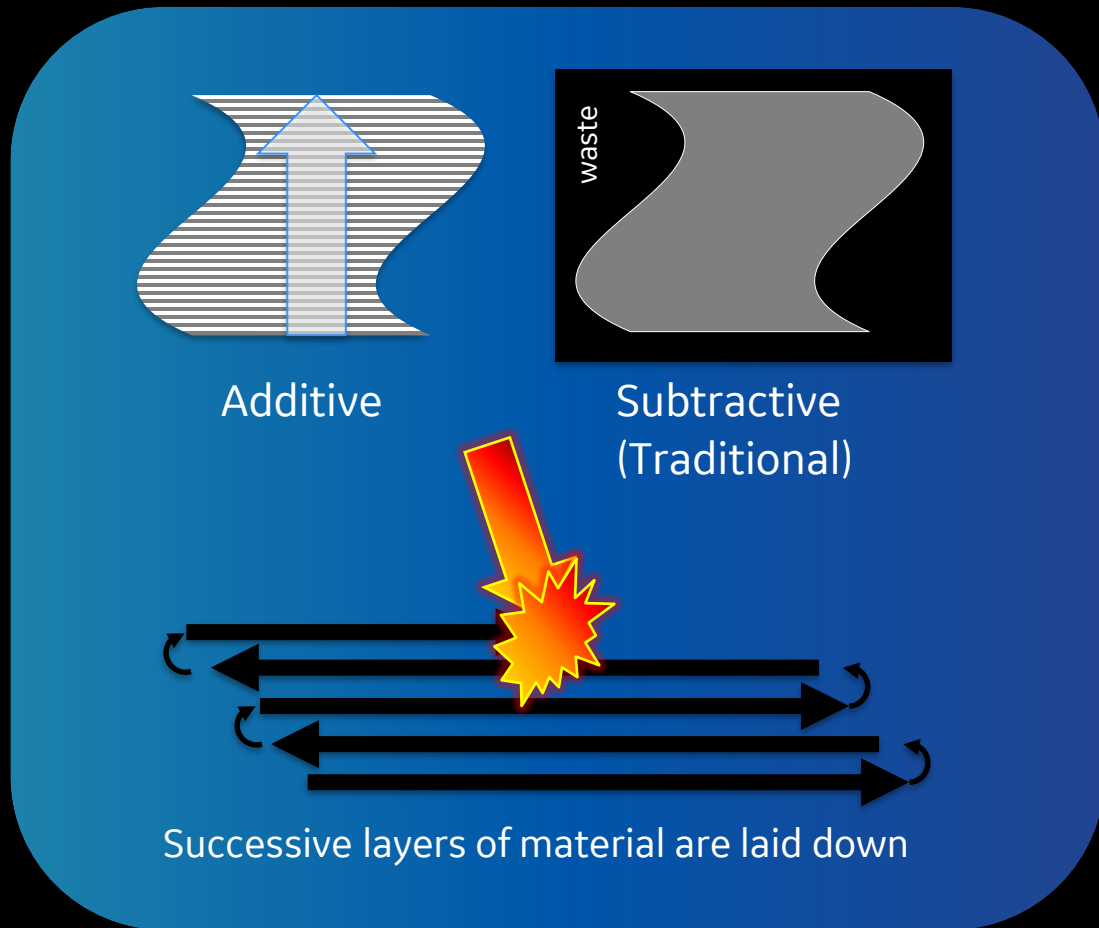 waste
Additive
Subtractive
(Traditional)
Successive layers of material are laid down